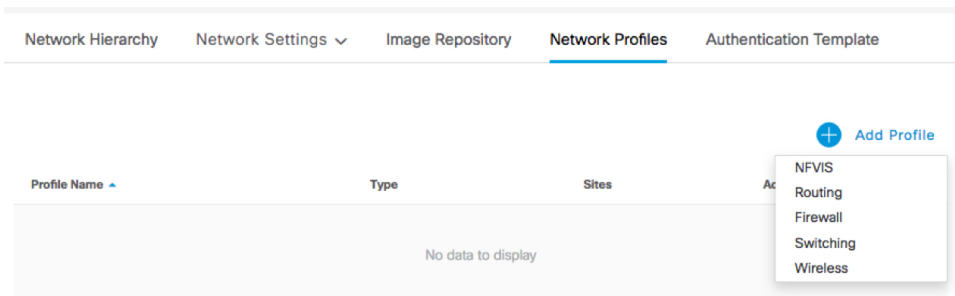 Network Hierarchy Network Settings Image Repository Network Profiles Authentication Template
Add Profile
NFVIS
Profile Name Type Sites Ac
Routing
Firewall
Switching
No data to display
Wireless